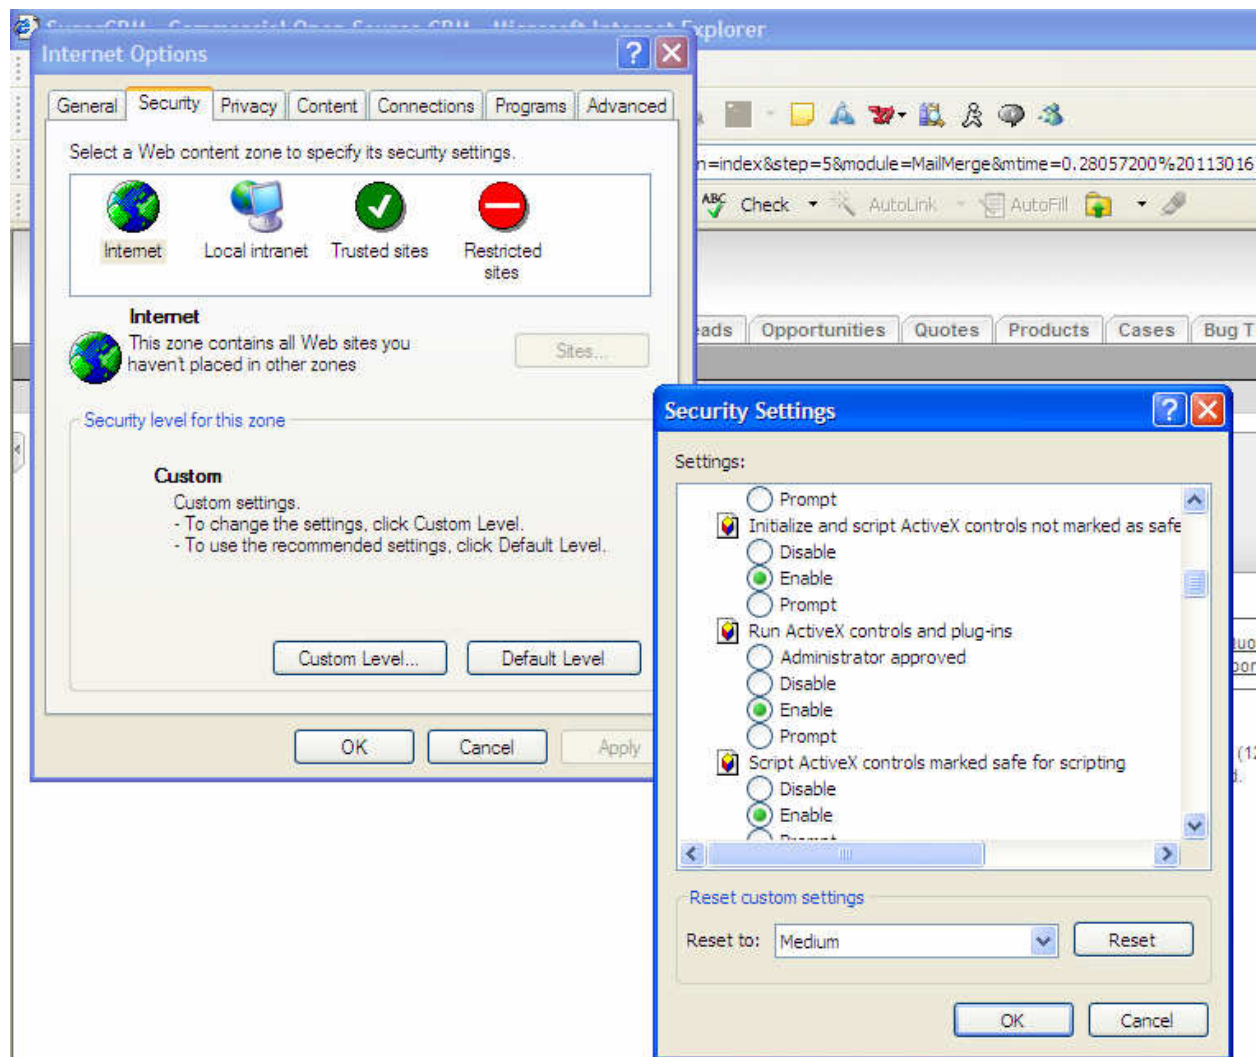 Internet Options
General Security Privacy Content Connections Programs Advanced
Select a Web content zone to specify its security settings.
Internet Local intranet Trusted sites Restricted
sites
Internet
This zone contains all Web sites you
haven't placed in other zones
Sites...
Security level for this zone
Custom
Custom settings.
- To change the settings, click Custom Level.
- To use the recommended settings, click Default Level.
Custom Level... Default Level
OK Cancel Apply
xplorer
n=index&step=5&module=MailMerge&mtime=0.28057200%20113016
ABC Check AutoLink AutoFill
eads Opportunities Quotes Products Cases Bug T
Security Settings
Settings:
Prompt
Initialize and script ActiveX controls not marked as safe
Disable
Enable
Prompt
Run ActiveX controls and plug-ins
Administrator approved
Disable
Enable
Prompt
Script ActiveX controls marked safe for scripting
Disable
Enable
Prompt
Reset custom settings
Reset to: Medium Reset
OK Cancel